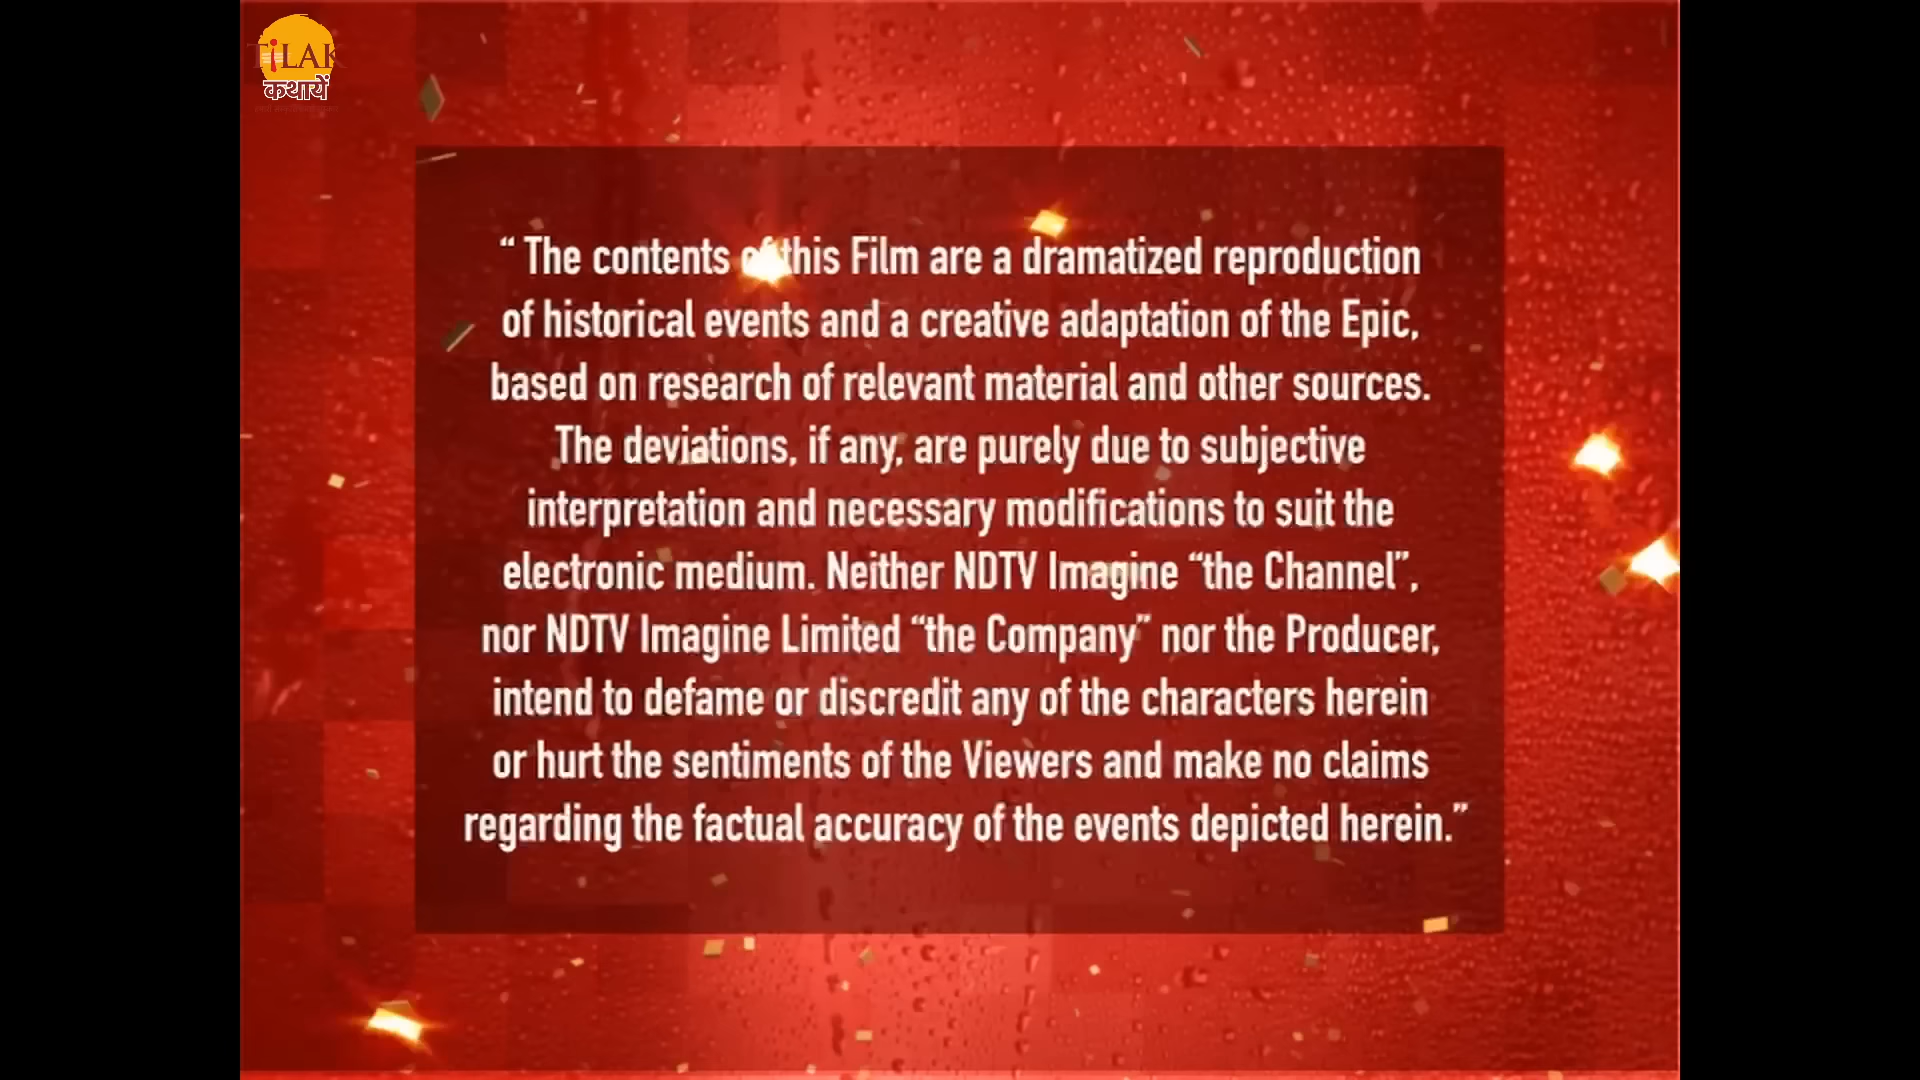 TiLAK
कथायें
“ The contents of this Film are a dramatized reproduction
of historical events and a creative adaptation of the Epic,
based on research of relevant material and other sources.
The deviations, if any, are purely due to subjective
interpretation and necessary modifications to suit the
electronic medium. Neither NDTV Imagine “the Channel”,
nor NDTV Imagine Limited “the Company” nor the Producer,
intend to defame or discredit any of the characters herein
or hurt the sentiments of the Viewers and make no claims
regarding the factual accuracy of the events depicted herein.”